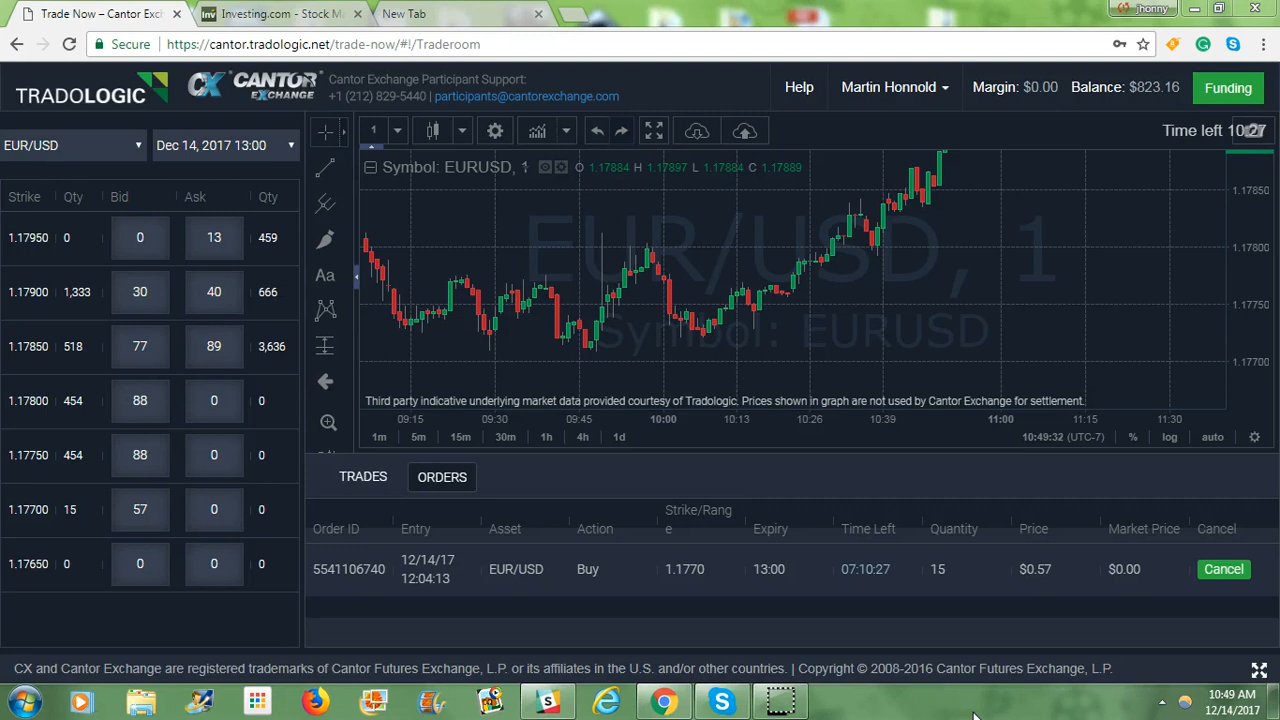 Trade Now – Cantor Exch
Investing.com - Stock Ma
New Tab
jhonny
Secure
https://cantor.tradologic.net/trade-now/#!/Traderoom
TRADOLOGIC
CX CANTOR EXCHANGE
Cantor Exchange Participant Support:
+1 (212) 829-5440 | participants@cantorexchange.com
Help
Martin Honnold
Margin: $0.00
Balance: $823.16
Funding
EUR/USD
Dec 14, 2017 13:00
1
Time left 10:27
Symbol: EURUSD, 1
O 1.17884 H 1.17897 L 1.17884 C 1.17889
Strike Qty Bid Ask Qty
1.17950 0 0 13 459
1.17900 1,333 30 40 666
1.17850 518 77 89 3,636
1.17800 454 88 0 0
1.17750 454 88 0 0
1.17700 15 57 0 0
1.17650 0 0 0 0
Aa
EUR/USD, 1
Symbol: EURUSD
1.17850
1.17800
1.17750
1.17700
Third party indicative underlying market data provided courtesy of Tradologic. Prices shown in graph are not used by Cantor Exchange for settlement.
09:15 09:30 09:45 10:00 10:13 10:26 10:39 11:00 11:15 11:30
1m 5m 15m 30m 1h 4h 1d
10:49:32 (UTC-7) % log auto
TRADES ORDERS
Order ID Entry Asset Action Strike/Rang
e Expiry Time Left Quantity Price Market Price Cancel
5541106740 12/14/17
12:04:13 EUR/USD Buy 1.1770 13:00 07:10:27 15 $0.57 $0.00 Cancel
CX and Cantor Exchange are registered trademarks of Cantor Futures Exchange, L.P. or its affiliates in the U.S. and/or other countries. | Copyright © 2008-2016 Cantor Futures Exchange, L.P.
10:49 AM
12/14/2017